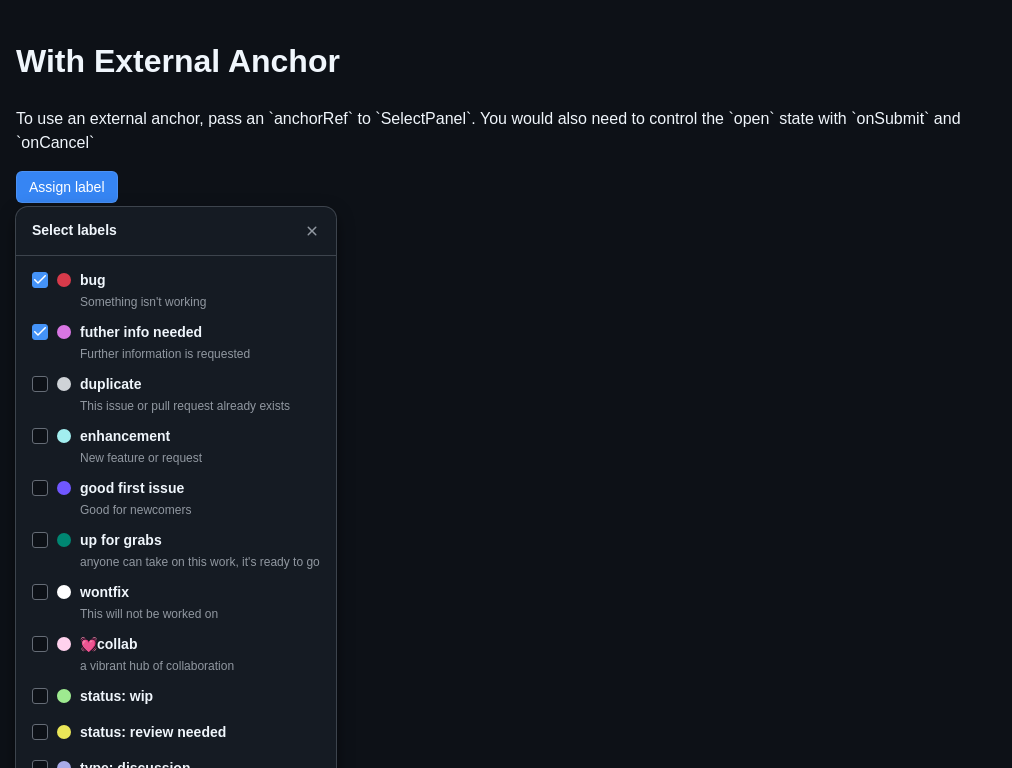 With External Anchor
To use an external anchor, pass an `anchorRef` to `SelectPanel`. You would also need to control the `open` state with `onSubmit` and
`onCancel`
Assign label
Select labels
bug
Something isn't working
futher info needed
Further information is requested
duplicate
This issue or pull request already exists
enhancement
New feature or request
good first issue
Good for newcomers
up for grabs
anyone can take on this work, it's ready to go
wontfix
This will not be worked on
💓collab
a vibrant hub of collaboration
status: wip
status: review needed
type: discussion